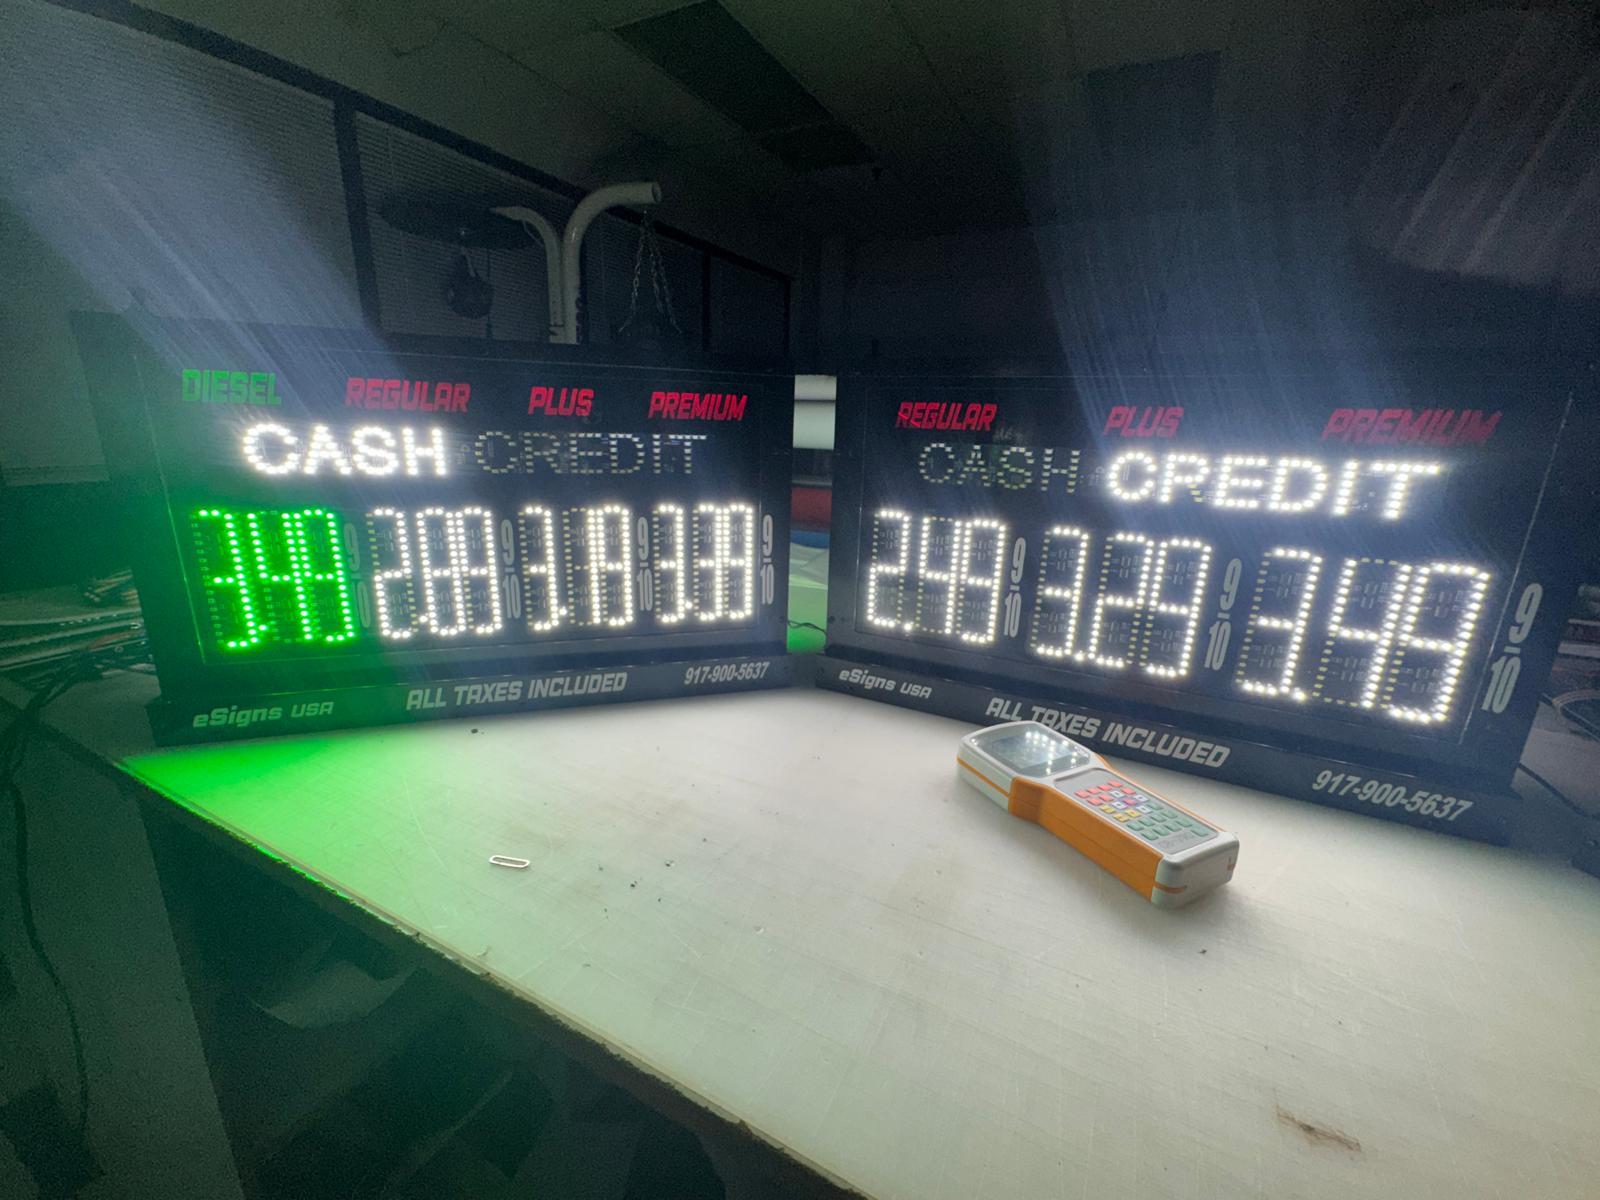 DIESEL REGULAR PLUS PREMIUM
CASH CREDIT
3.49 9/10 2.89 9/10 3.19 9/10 3.39 9/10
eSigns USA ALL TAXES INCLUDED 917-900-5637
REGULAR PLUS PREMIUM
CASH CREDIT
2.49 9/10 3.29 9/10 3.49 9/10
eSigns USA ALL TAXES INCLUDED 917-900-5637